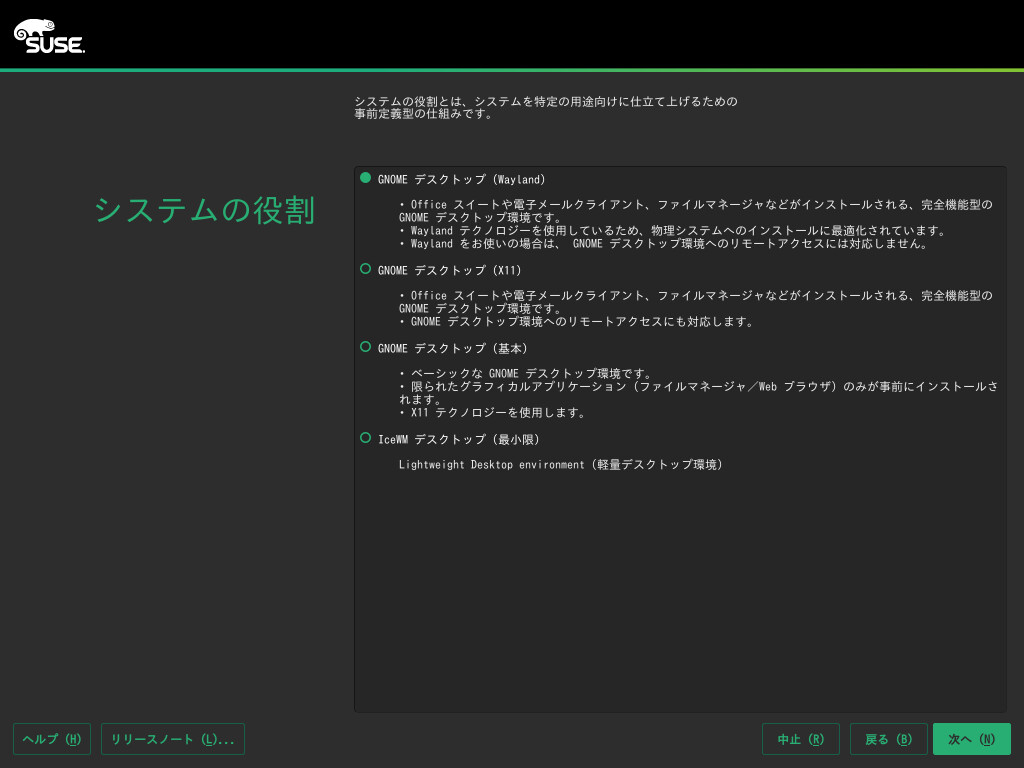 SUSE.
システムの役割とは、システムを特定の用途向けに仕立て上げるための
事前定義型の仕組みです。
システムの役割
GNOME デスクトップ (Wayland)
• Office スイートや電子メールクライアント、ファイルマネージャなどがインストールされる、完全機能型の
GNOME デスクトップ環境です。
• Wayland テクノロジーを使用しているため、物理システムへのインストールに最適化されています。
• Wayland をお使いの場合は、 GNOME デスクトップ環境へのリモートアクセスには対応しません。
GNOME デスクトップ (X11)
• Office スイートや電子メールクライアント、ファイルマネージャなどがインストールされる、完全機能型の
GNOME デスクトップ環境です。
• GNOME デスクトップ環境へのリモートアクセスにも対応します。
GNOME デスクトップ (基本)
• ベーシックな GNOME デスクトップ環境です。
• 限られたグラフィカルアプリケーション (ファイルマネージャ／Web ブラウザ) のみが事前にインストールさ
れます。
• X11 テクノロジーを使用します。
IceWM デスクトップ (最小限)
Lightweight Desktop environment (軽量デスクトップ環境)
ヘルプ (H) リリースノート (L)... 中止 (R) 戻る (B) 次へ (N)